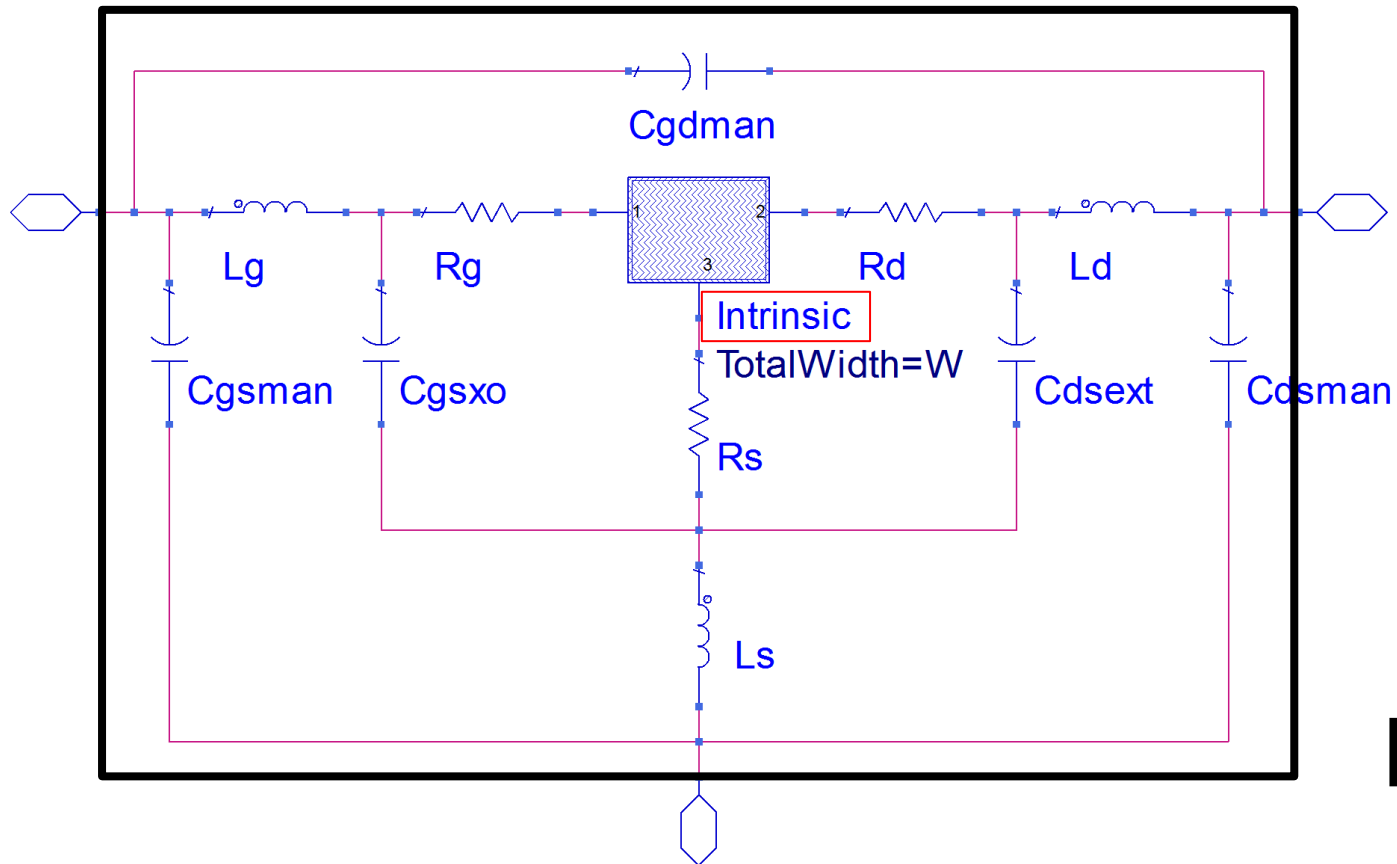 Cgdman
1
2
3
Lg
Rg
Rd
Ld
Intrinsic
TotalWidth=W
Cgsman
Cgsxo
Cdsext
Cdsman
Rs
Ls